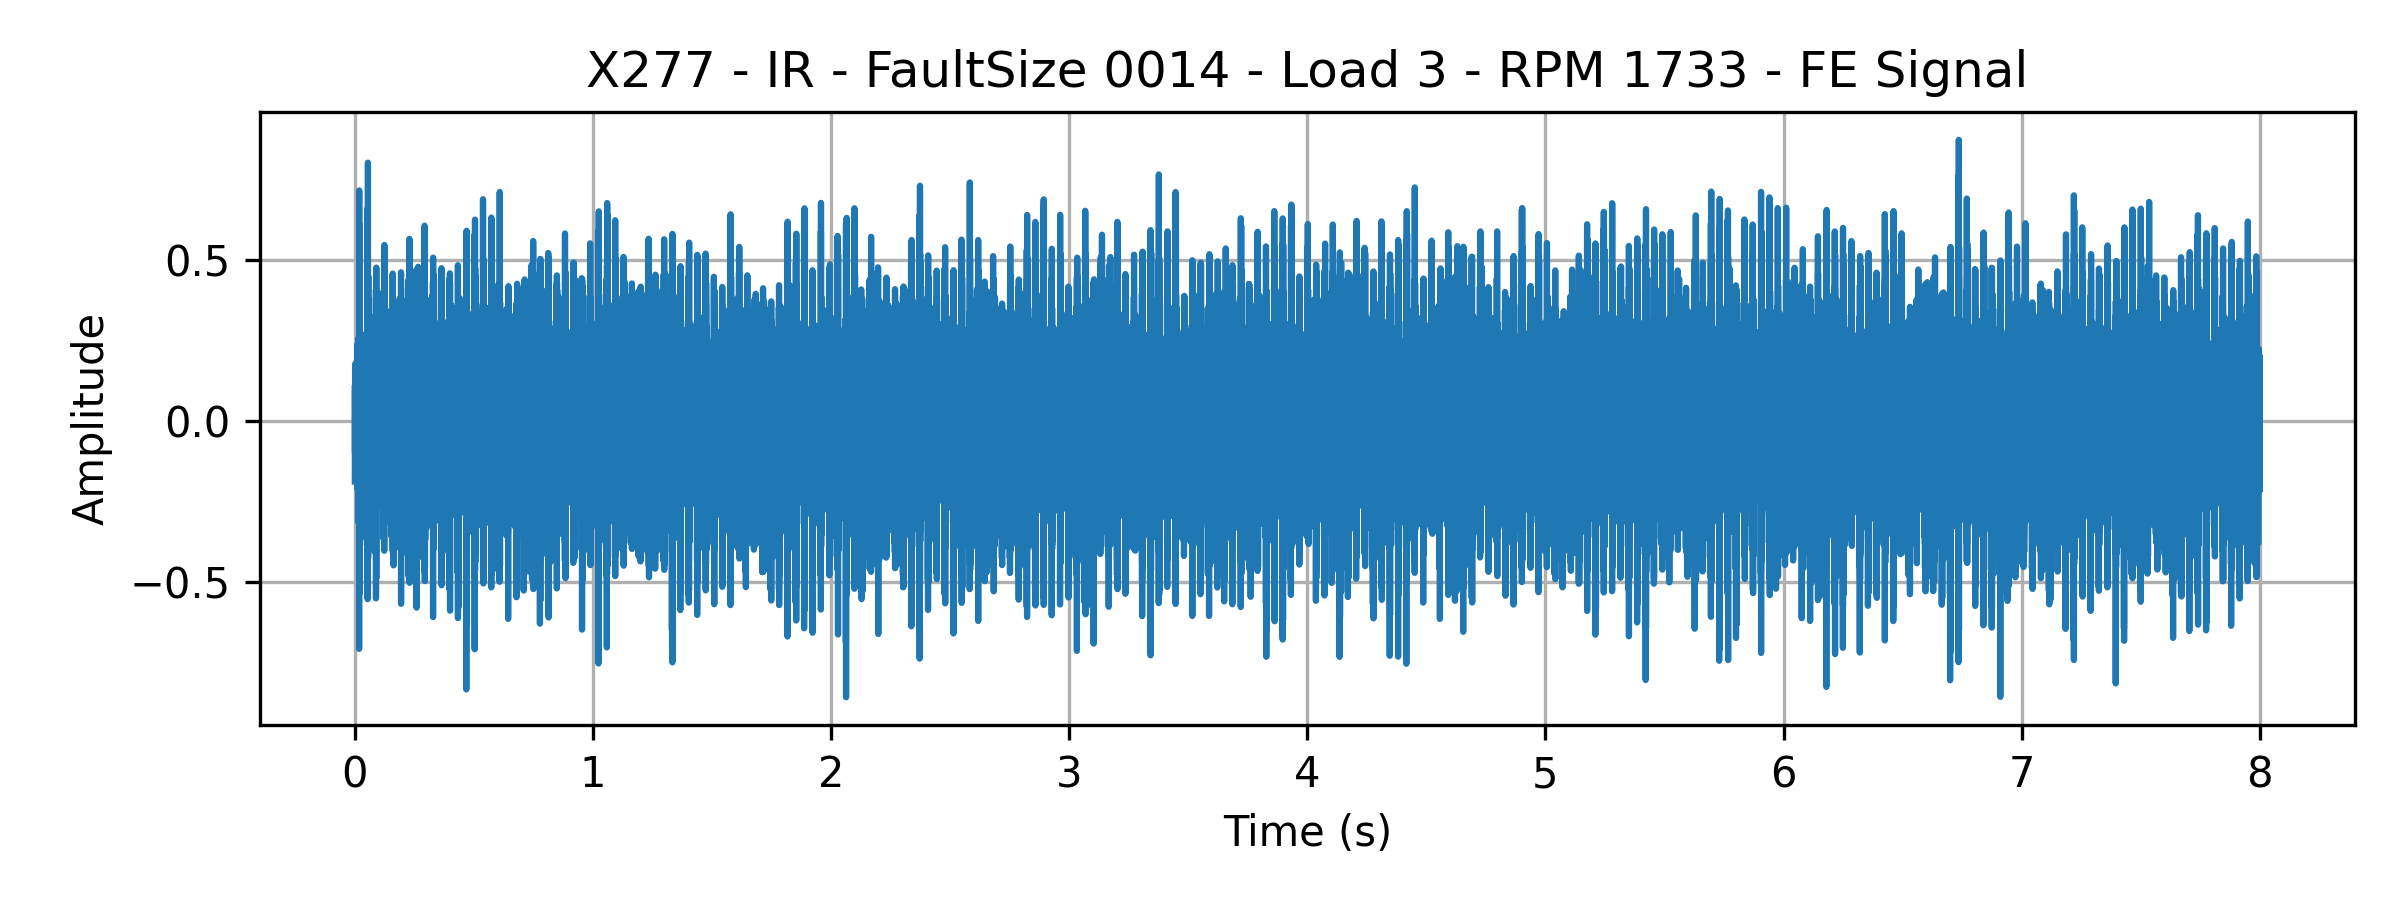 X277 - IR - FaultSize 0014 - Load 3 - RPM 1733 - FE Signal
Amplitude
0.5
0.0
−0.5
0 1 2 3 4 5 6 7 8
Time (s)